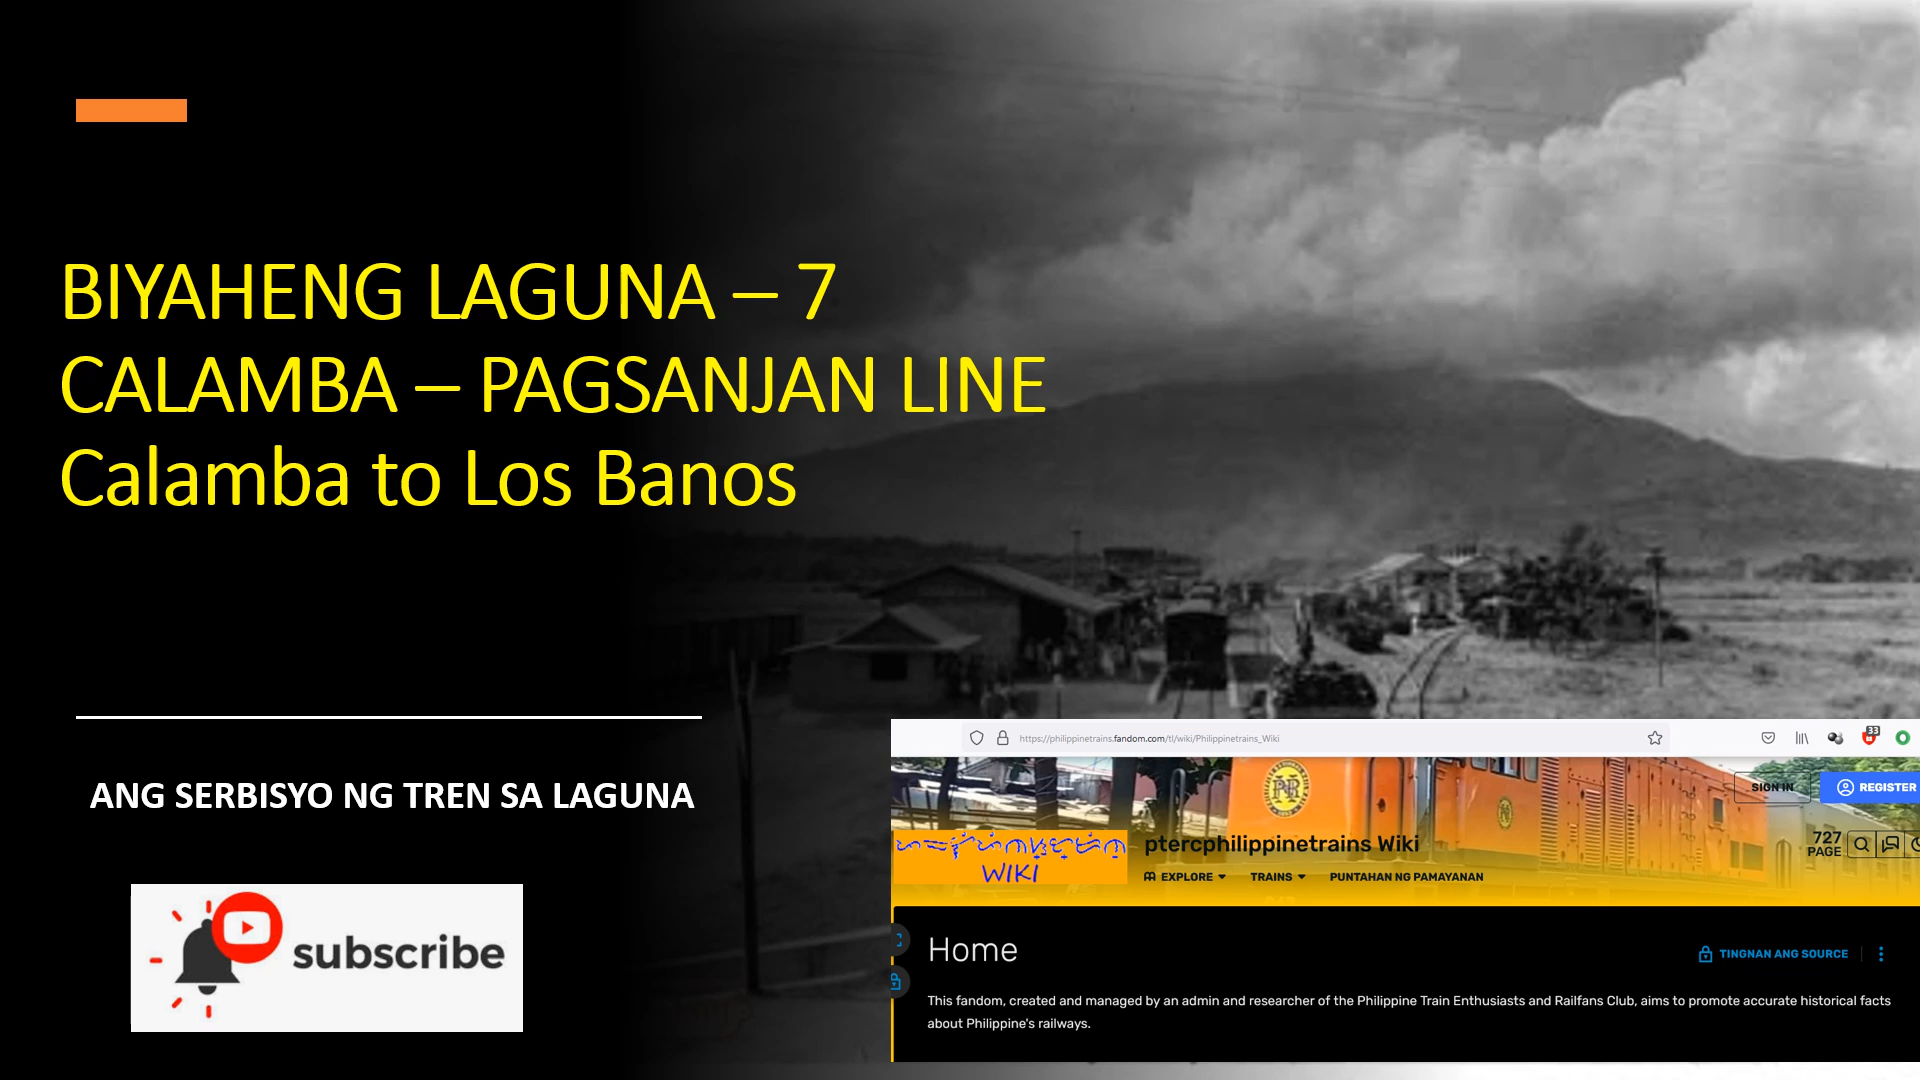 BIYAHENG LAGUNA – 7
CALAMBA – PAGSANJAN LINE
Calamba to Los Banos
ANG SERBISYO NG TREN SA LAGUNA
subscribe
https://philippinetrains.fandom.com/tl/wiki/Philippinetrains_Wiki
33
SIGN IN
REGISTER
PNR
WIKI
ptercphilippinetrains Wiki
727
PAGE
EXPLORE
TRAINS
PUNTAHAN NG PAMAYANAN
Home
TINGNAN ANG SOURCE
This fandom, created and managed by an admin and researcher of the Philippine Train Enthusiasts and Railfans Club, aims to promote accurate historical facts
about Philippine's railways.